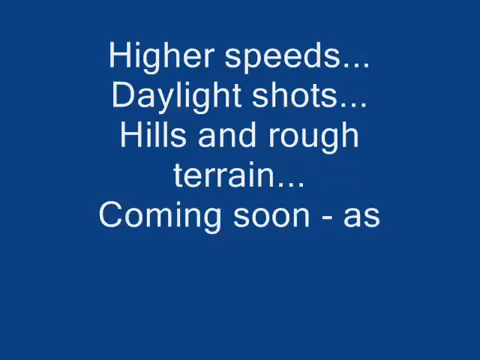 Higher speeds...
Daylight shots...
Hills and rough
terrain...
Coming soon - as